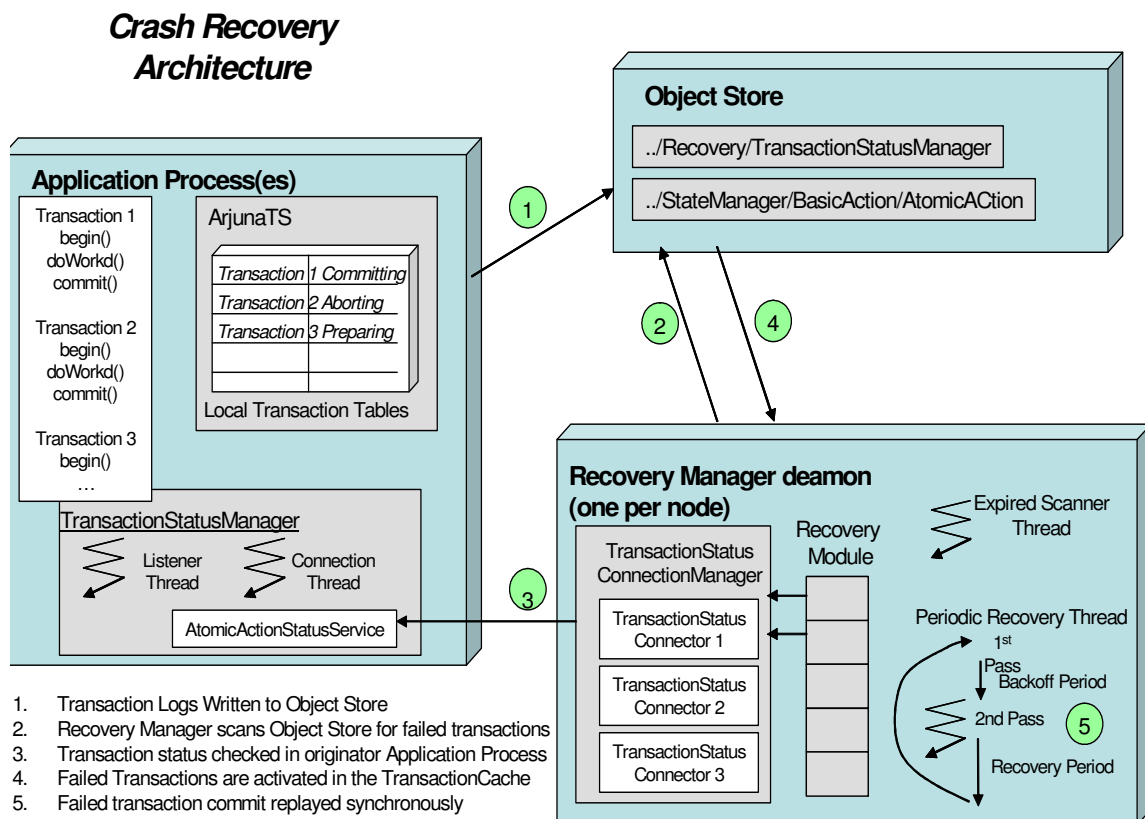 Crash Recovery
Architecture
Object Store
../Recovery/TransactionStatusManager
../StateManager/BasicAction/AtomicACtion
Application Process(es)
Transaction 1
begin()
doWorkd()
commit()
Transaction 2
begin()
doWorkd()
commit()
Transaction 3
begin()
...
ArjunaTS
Transaction 1 Committing
Transaction 2 Aborting
Transaction 3 Preparing
Local Transaction Tables
1
2
4
TransactionStatusManager
Listener
Thread
Connection
Thread
AtomicActionStatusService
3
Recovery Manager deamon
(one per node)
TransactionStatus
ConnectionManager
TransactionStatus
Connector 1
TransactionStatus
Connector 2
TransactionStatus
Connector 3
Recovery
Module
Expired Scanner
Thread
Periodic Recovery Thread
1st
Pass
Backoff Period
2nd Pass
5
Recovery Period
1. Transaction Logs Written to Object Store
2. Recovery Manager scans Object Store for failed transactions
3. Transaction status checked in originator Application Process
4. Failed Transactions are activated in the TransactionCache
5. Failed transaction commit replayed synchronously